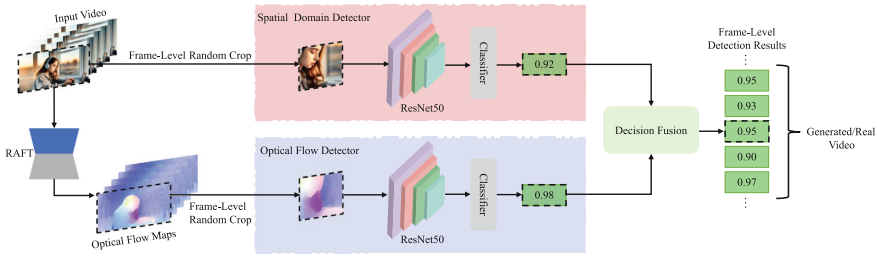 Input Video
Frame-Level Random Crop
Spatial Domain Detector
ResNet50
Classifier
0.92
RAFT
Optical Flow Maps
Frame-Level
Random Crop
Optical Flow Detector
ResNet50
Classifier
0.98
Decision Fusion
Frame-Level
Detection Results
...
0.95
0.93
0.95
0.90
0.97
...
Generated/Real
Video